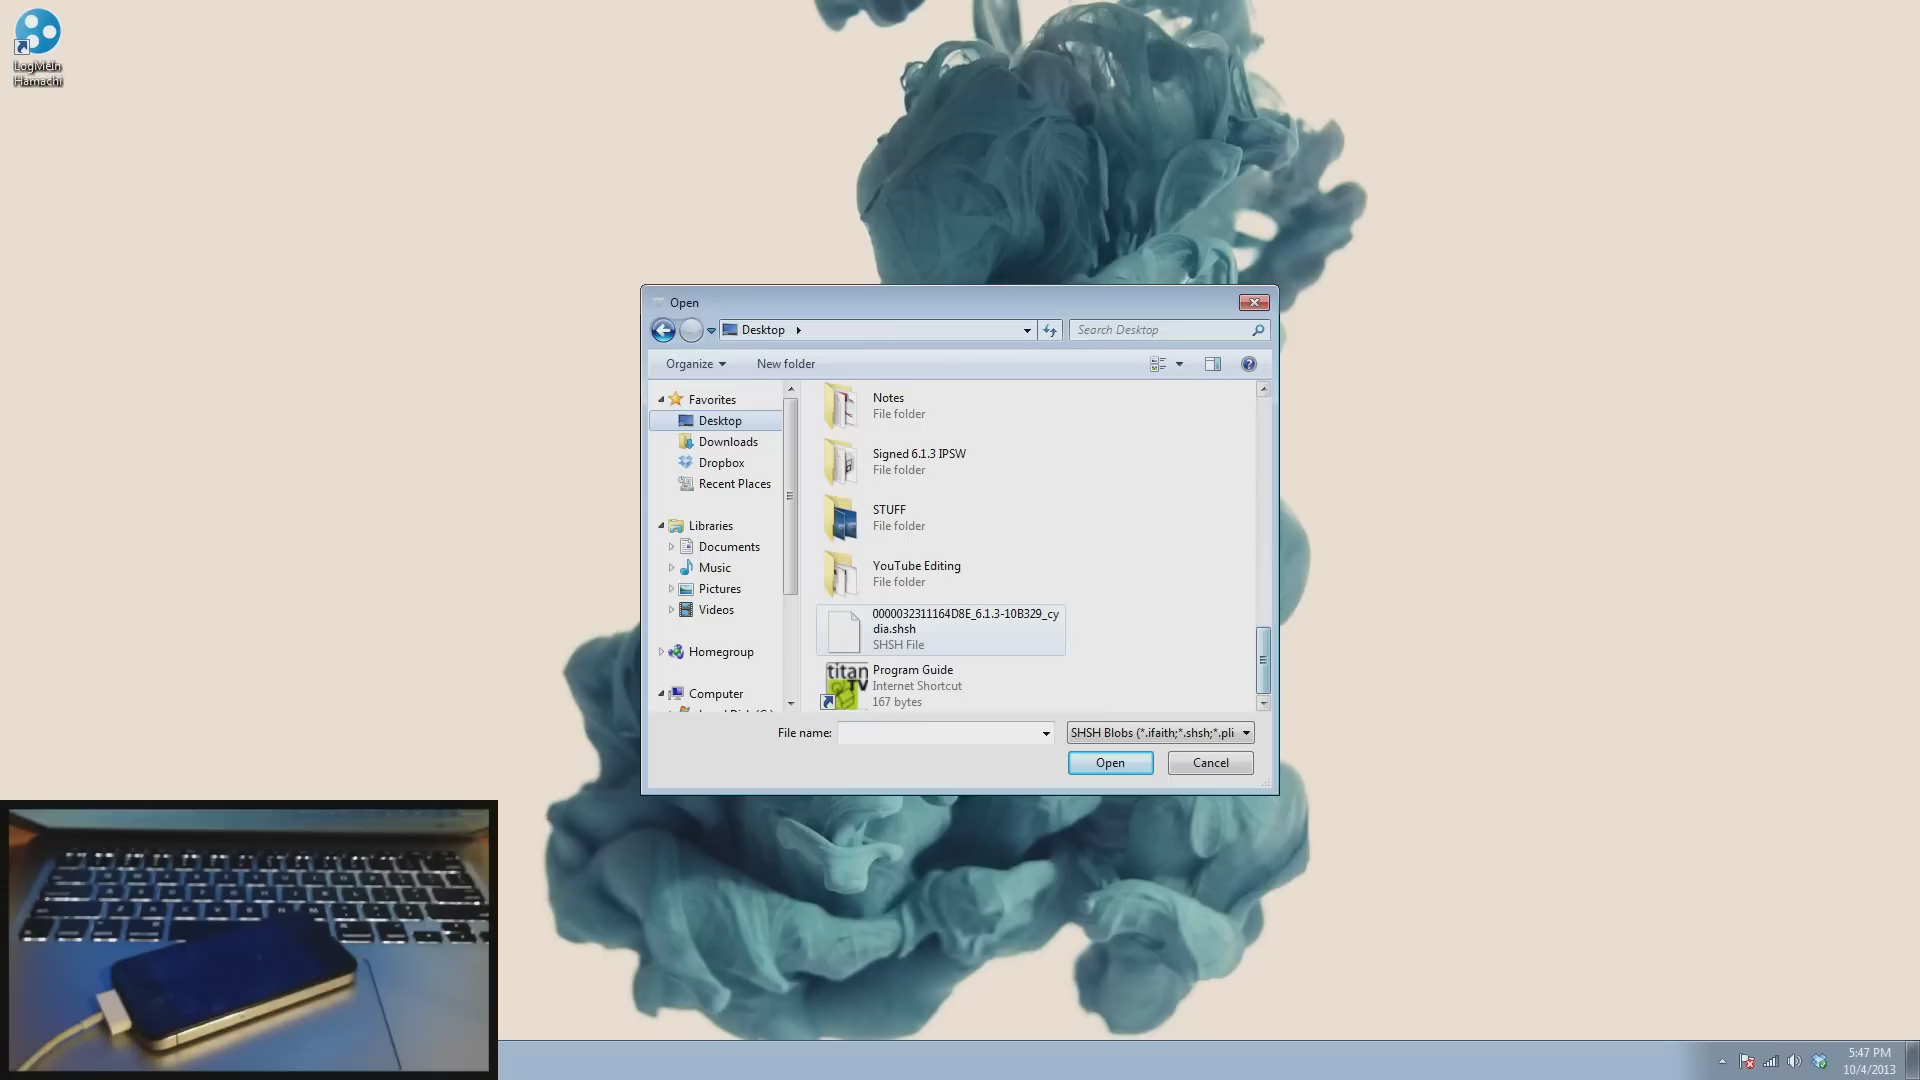 LogMeIn
Hamachi
Open
Desktop
Search Desktop
Organize
New folder
Favorites
Desktop
Downloads
Dropbox
Recent Places
Libraries
Documents
Music
Pictures
Videos
Homegroup
Computer
Notes
File folder
Signed 6.1.3 IPSW
File folder
STUFF
File folder
YouTube Editing
File folder
0000032311164D8E_6.1.3-10B329_cy
dia.shsh
SHSH File
titan
TV
Program Guide
Internet Shortcut
167 bytes
File name:
SHSH Blobs (*.ifaith;*.shsh;*.pli
Open
Cancel
5:47 PM
10/4/2013